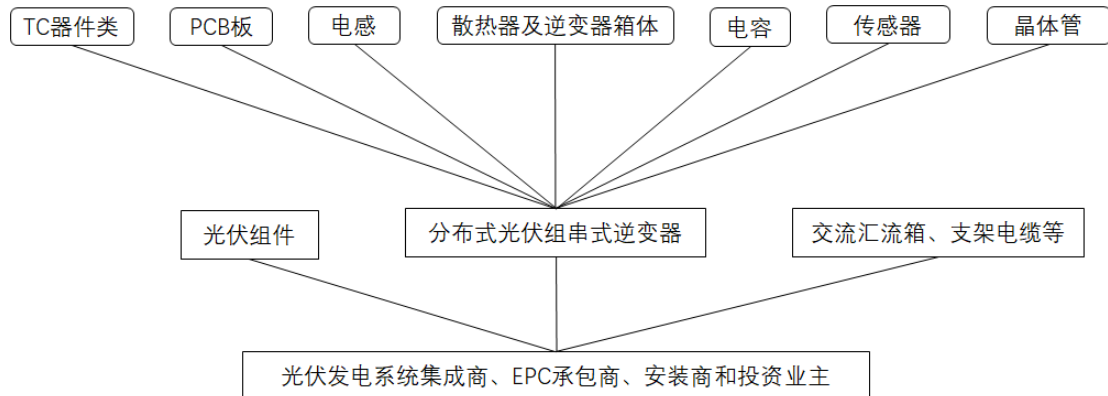 TC器件类
PCB板
电感
散热器及逆变器箱体
电容
传感器
晶体管
光伏组件
分布式光伏组串式逆变器
交流汇流箱、支架电缆等
光伏发电系统集成商、EPC承包商、安装商和投资业主